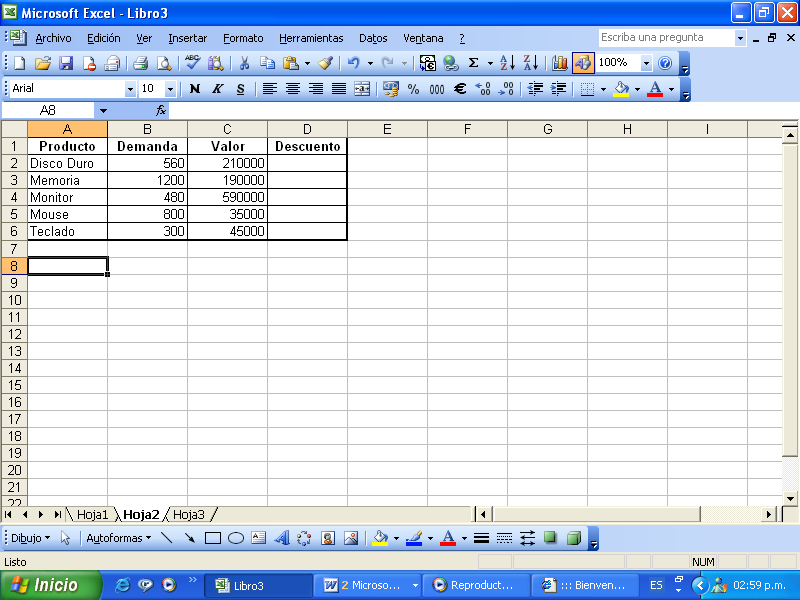 Microsoft Excel - Libro3
Archivo Edición Ver Insertar Formato Herramientas Datos Ventana ? Escriba una pregunta
100%
Arial 10 N K S % 000 €
A8 fx
A B C D E F G H I
1 Producto Demanda Valor Descuento
2 Disco Duro 560 210000
3 Memoria 1200 190000
4 Monitor 480 590000
5 Mouse 800 35000
6 Teclado 300 45000
7
8
9
10
11
12
13
14
15
16
17
18
19
20
21
22
Hoja1 Hoja2 Hoja3
Dibujo Autoformas
Listo NUM
Inicio Libro3 2 Microso... Reproduct... ::: Bienven... ES 02:59 p.m.